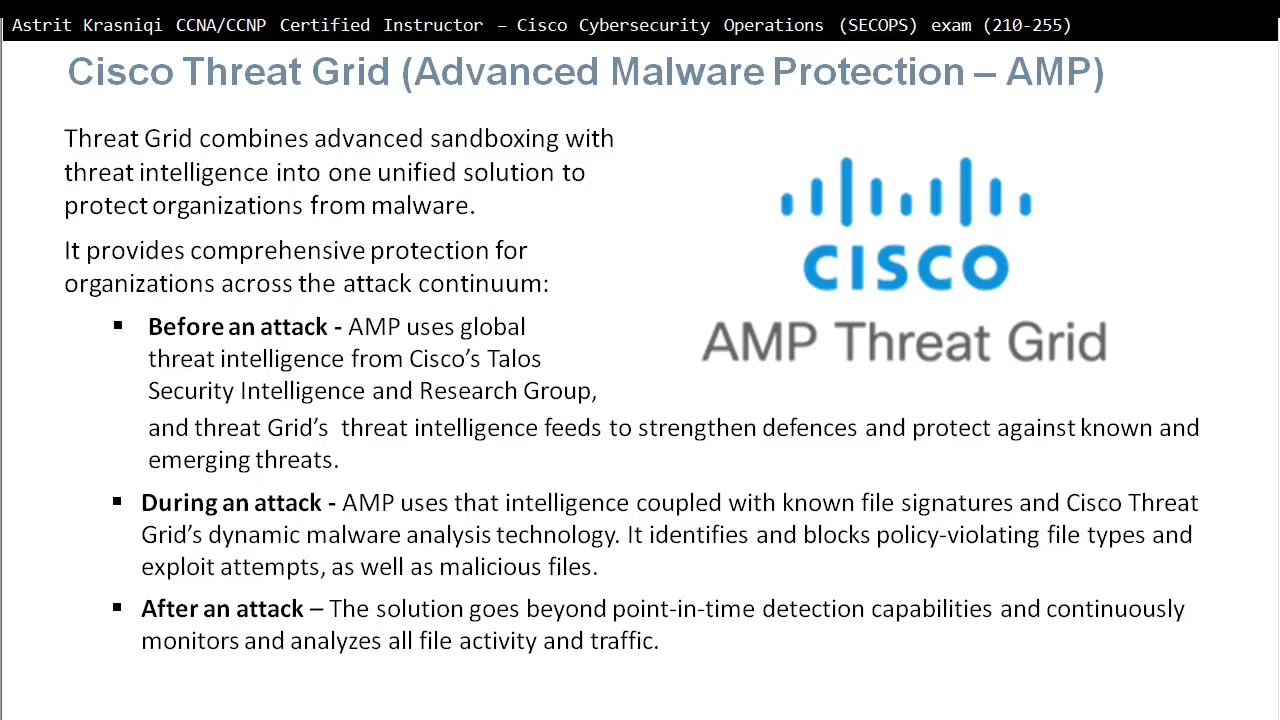 Astrit Krasniqi CCNA/CCNP Certified Instructor – Cisco Cybersecurity Operations (SECOPS) exam (210-255)
Cisco Threat Grid (Advanced Malware Protection – AMP)
Threat Grid combines advanced sandboxing with
threat intelligence into one unified solution to
protect organizations from malware.
It provides comprehensive protection for
organizations across the attack continuum:
▪ Before an attack - AMP uses global
threat intelligence from Cisco’s Talos
Security Intelligence and Research Group,
and threat Grid’s  threat intelligence feeds to strengthen defences and protect against known and
emerging threats.
▪ During an attack - AMP uses that intelligence coupled with known file signatures and Cisco Threat
Grid’s dynamic malware analysis technology. It identifies and blocks policy-violating file types and
exploit attempts, as well as malicious files.
▪ After an attack – The solution goes beyond point-in-time detection capabilities and continuously
monitors and analyzes all file activity and traffic.
CISCO
AMP Threat Grid